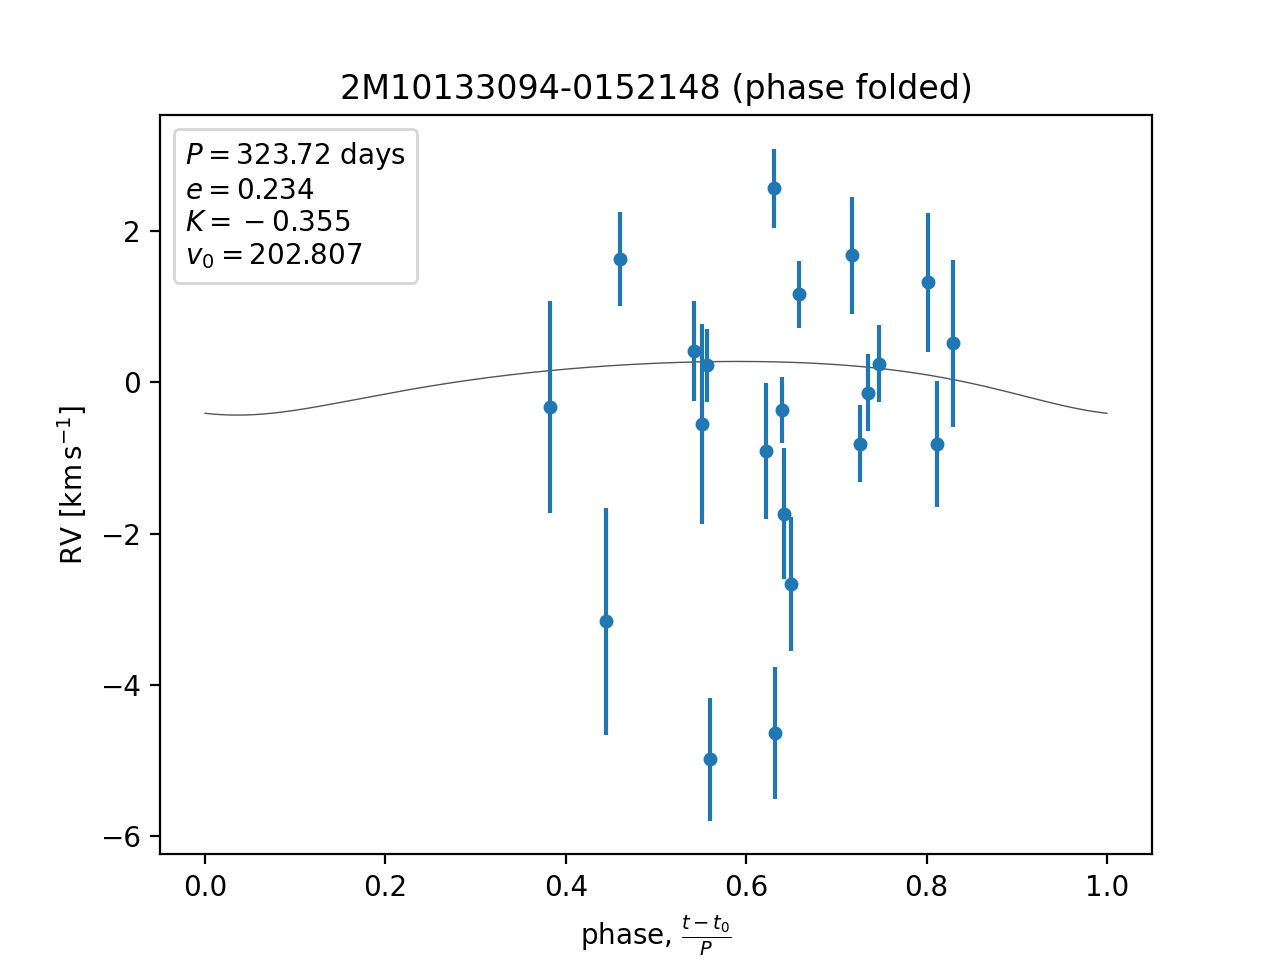 2M10133094-0152148 (phase folded)
P = 323.72 days
e = 0.234
K = −0.355
v₀ = 202.807
2
0
−2
−4
−6
RV [km s⁻¹]
0.0 0.2 0.4 0.6 0.8 1.0
phase, (t − t₀)/P